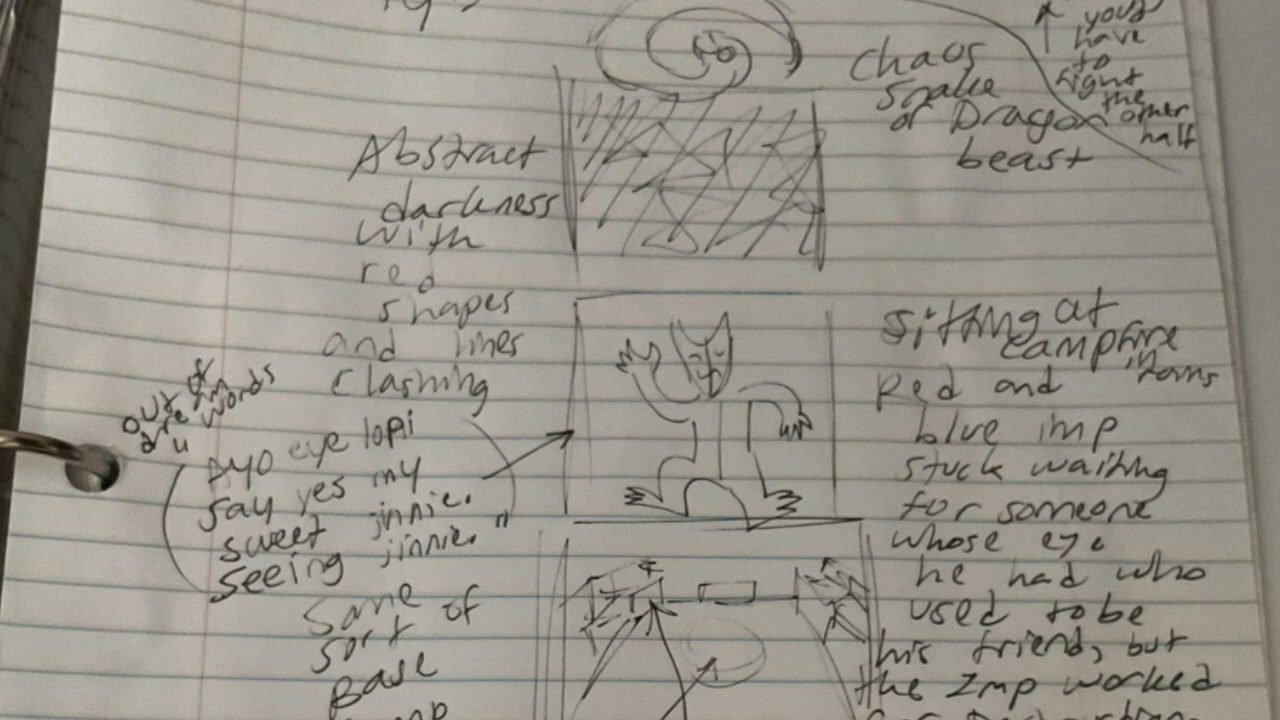 Chaos
Snake
or Dragon
beast
you
have
to
fight
the
other
half
Abstract
darkness
with
red
shapes
and lines
clashing
out of
words
Ayo eye lopi
say yes my
sweet jinnie.
seeing jinnie."
Sitting at
campfire
Red and horns
blue imp
stuck waiting
for someone
whose eye
he had who
used to be
his friend, but
the Imp worked
Same
sort of
Base